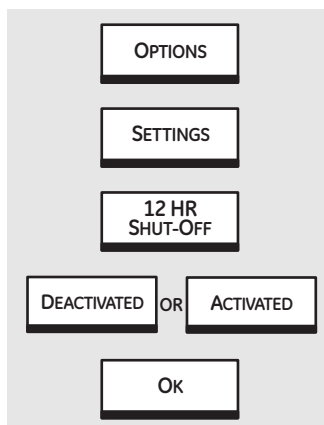 OPTIONS
SETTINGS
12 HR
SHUT-OFF
DEACTIVATED OR ACTIVATED
OK